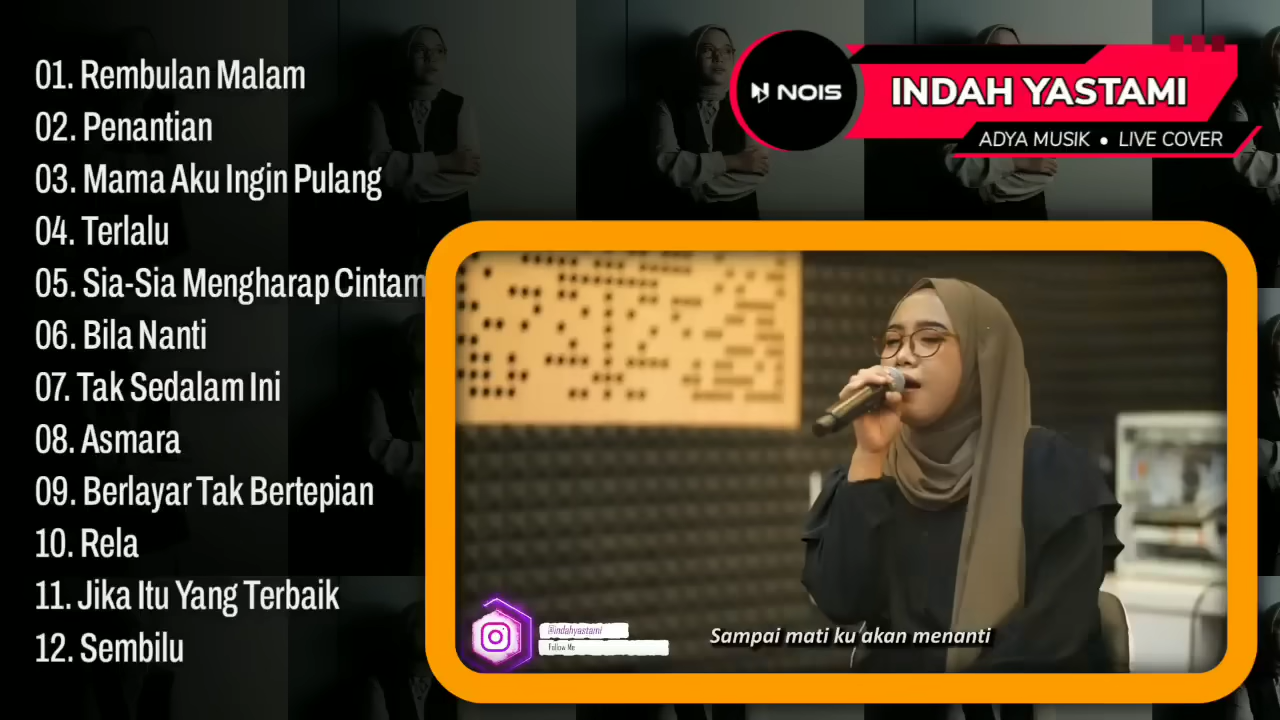 01. Rembulan Malam
02. Penantian
03. Mama Aku Ingin Pulang
04. Terlalu
05. Sia-Sia Mengharap Cintam
06. Bila Nanti
07. Tak Sedalam Ini
08. Asmara
09. Berlayar Tak Bertepian
10. Rela
11. Jika Itu Yang Terbaik
12. Sembilu
NOIS
INDAH YASTAMI
ADYA MUSIK • LIVE COVER
@indahyastami
Follow Me
Sampai mati ku akan menanti